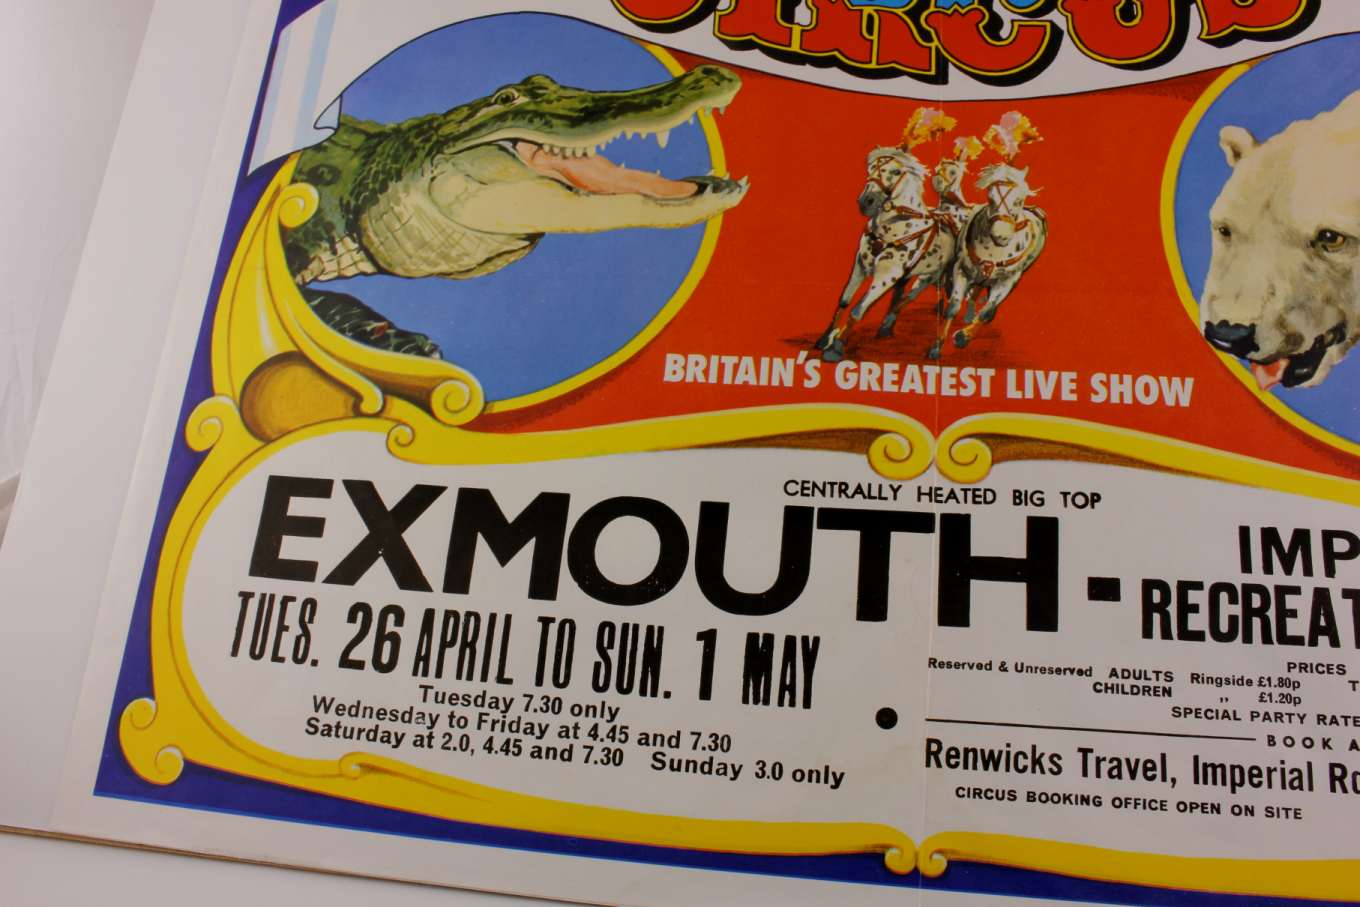 CIRCUS
BRITAIN'S GREATEST LIVE SHOW
CENTRALLY HEATED BIG TOP
EXMOUTH - IMP
RECREAT
TUES. 26 APRIL TO SUN. 1 MAY
Tuesday 7.30 only
Wednesday to Friday at 4.45 and 7.30
Saturday at 2.0, 4.45 and 7.30 Sunday 3.0 only
PRICES
Reserved & Unreserved ADULTS Ringside £1.80p T
CHILDREN ,, £1.20p
SPECIAL PARTY RATE
BOOK A
Renwicks Travel, Imperial Ro
CIRCUS BOOKING OFFICE OPEN ON SITE